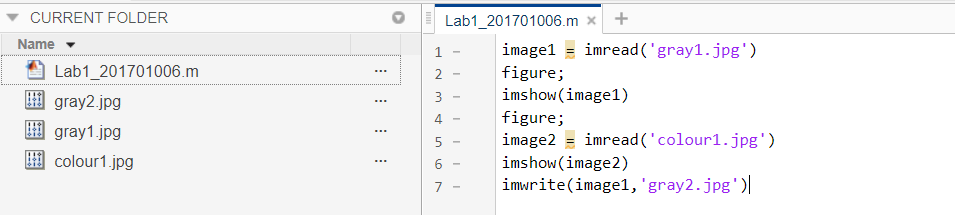 CURRENT FOLDER
Name
Lab1_201701006.m
gray2.jpg
gray1.jpg
colour1.jpg
Lab1_201701006.m × +
1 – image1 = imread('gray1.jpg')
2 – figure;
3 – imshow(image1)
4 – figure;
5 – image2 = imread('colour1.jpg')
6 – imshow(image2)
7 – imwrite(image1,'gray2.jpg')